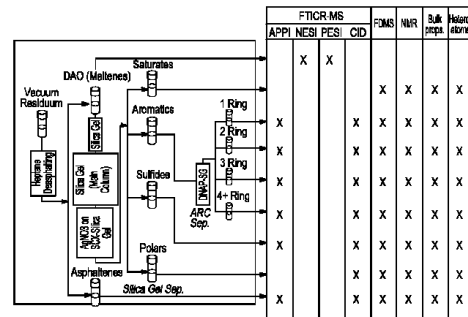 FTICR-MS
APPI NESI PESI CID FDMS NMR Bulk props. Hetero atoms
X X
DAO (Maltenes)
Saturates
X X X X
Vacuum Residuum
Aromatics
1 Ring
X X X X X X
Silica Gel
2 Ring
X X X X X X
Heptane Deasphalting
Silica Gel (Main Column)
3 Ring
X X X X X X
Sulfides
DNAP-SG
4+ Ring
X X X X X X
AgNO3 on SCX-Silica Gel
ARC Sep.
X X X X X X
Polars
X X X X
Asphaltenes
Silica Gel Sep.
X X X X X X